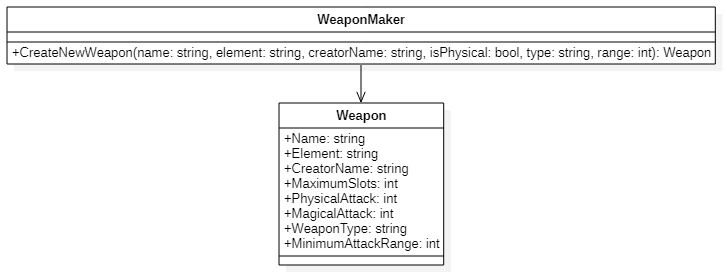 WeaponMaker
+CreateNewWeapon(name: string, element: string, creatorName: string, isPhysical: bool, type: string, range: int): Weapon
Weapon
+Name: string
+Element: string
+CreatorName: string
+MaximumSlots: int
+PhysicalAttack: int
+MagicalAttack: int
+WeaponType: string
+MinimumAttackRange: int